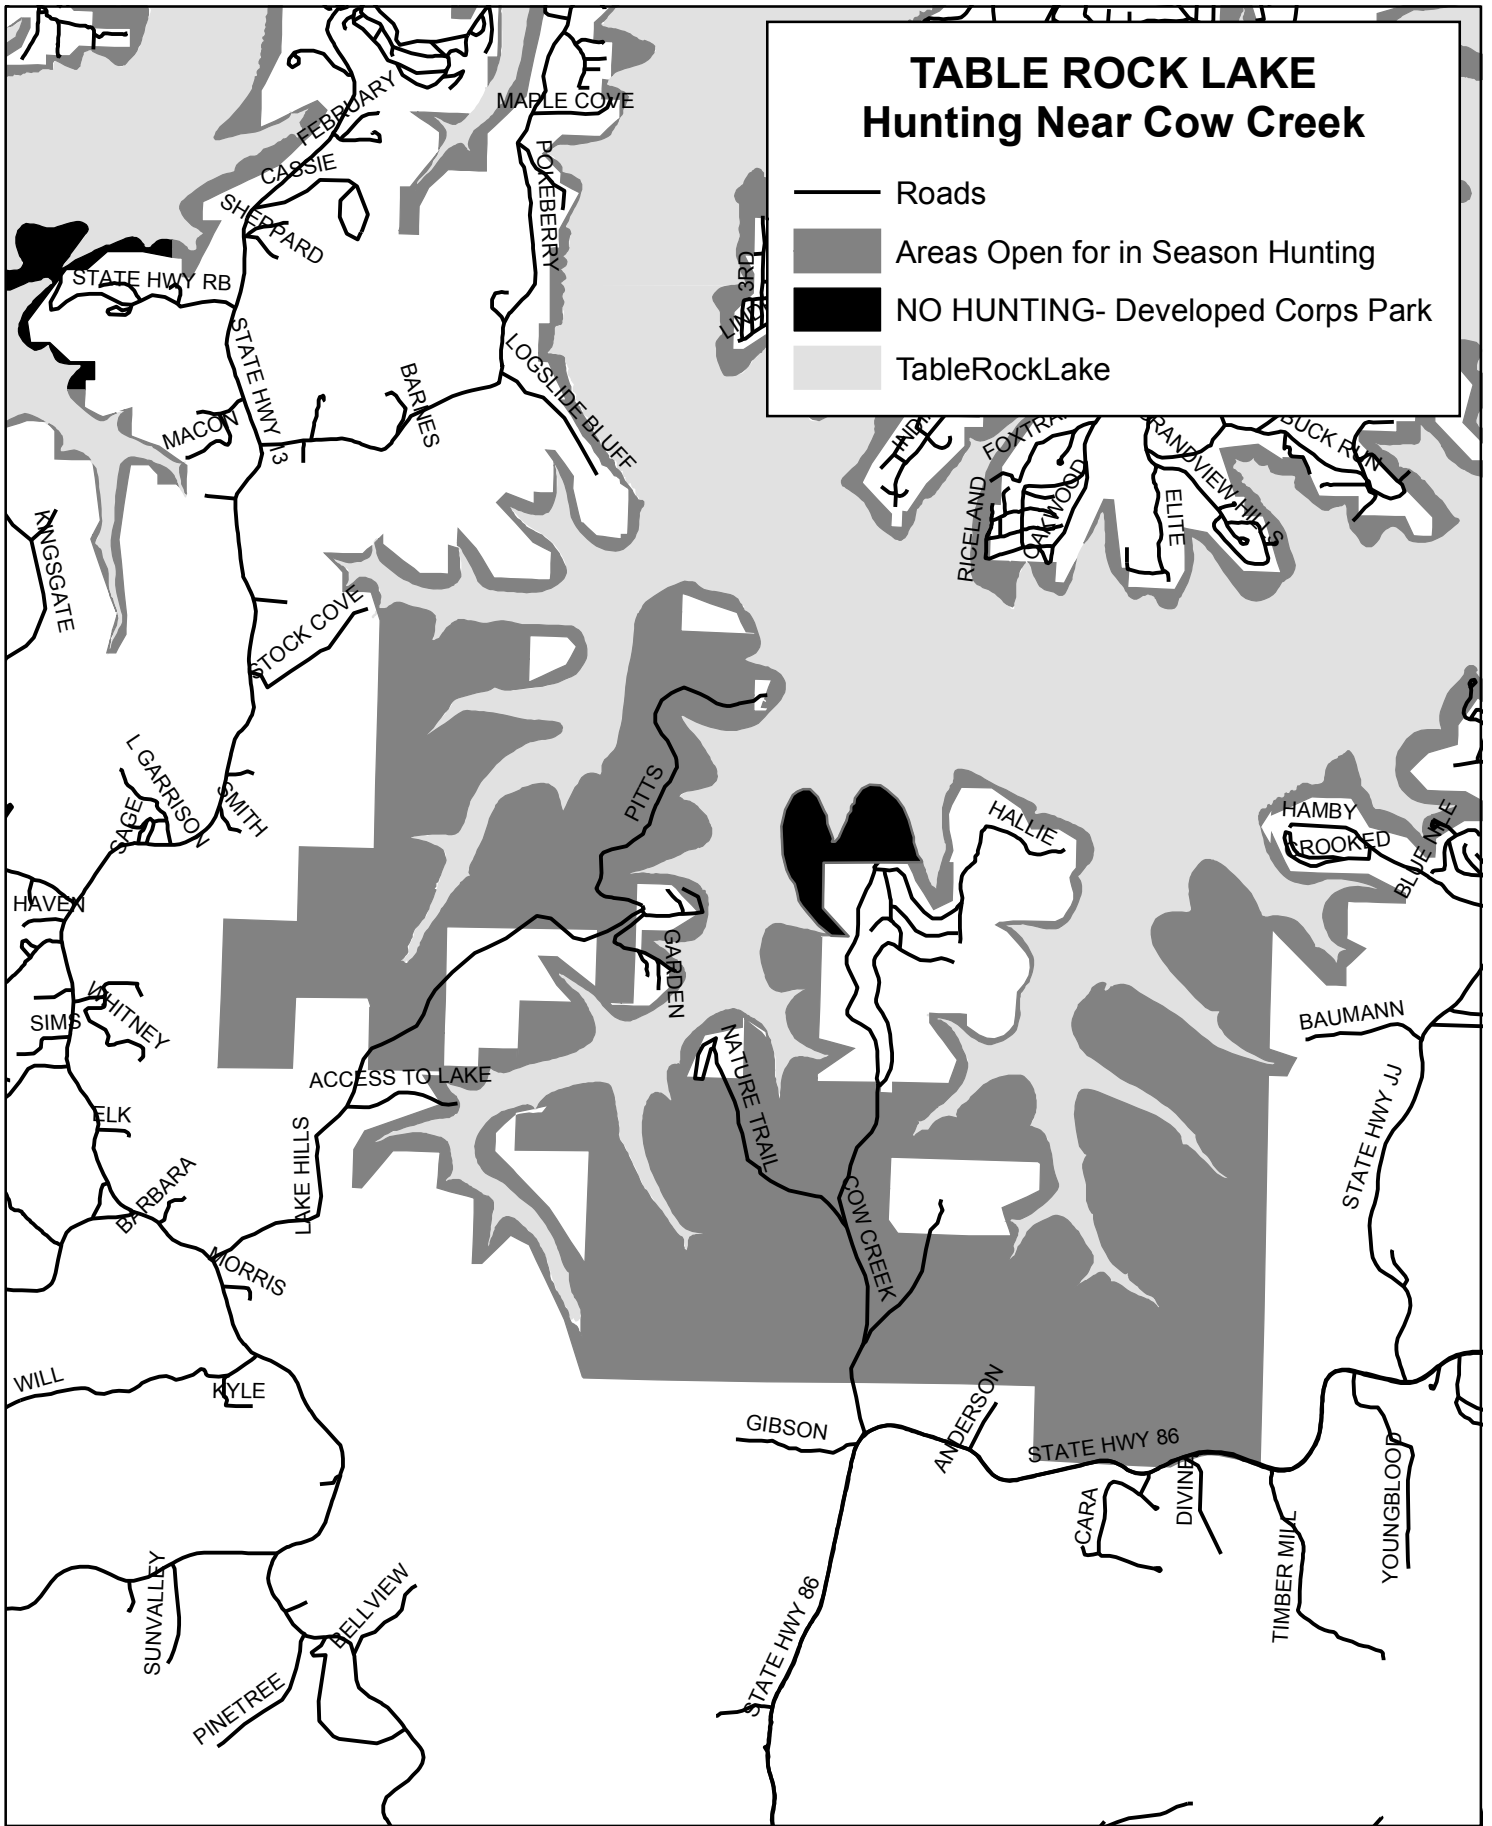 TABLE ROCK LAKE
Hunting Near Cow Creek
Roads
Areas Open for in Season Hunting
NO HUNTING- Developed Corps Park
TableRockLake
FEBRUARY
MAPLE COVE
CASSIE
POKEBERRY
SHEPPARD
STATE HWY RB
3RD
STATE HWY 13
LOGSLIDE BLUFF
BARNES
MACON
BUCK RUN
GRANDVIEW HILLS
OAKWOOD
RICELAND
ELITE
KINGSGATE
STOCK COVE
L GARRISON
SAGE
SMITH
PITTS
HALLIE
HAMBY
CROOKED
BLUE NILE
HAVEN
GARDEN
WHITNEY
SIMS
BAUMANN
NATURE TRAIL
ACCESS TO LAKE
STATE HWY JJ
ELK
LAKE HILLS
BARBARA
COW CREEK
MORRIS
WILL
KYLE
GIBSON
ANDERSON
STATE HWY 86
CARA
DIVINE
YOUNGBLOOD
TIMBER MILL
SUNVALLEY
BELLVIEW
STATE HWY 86
PINETREE